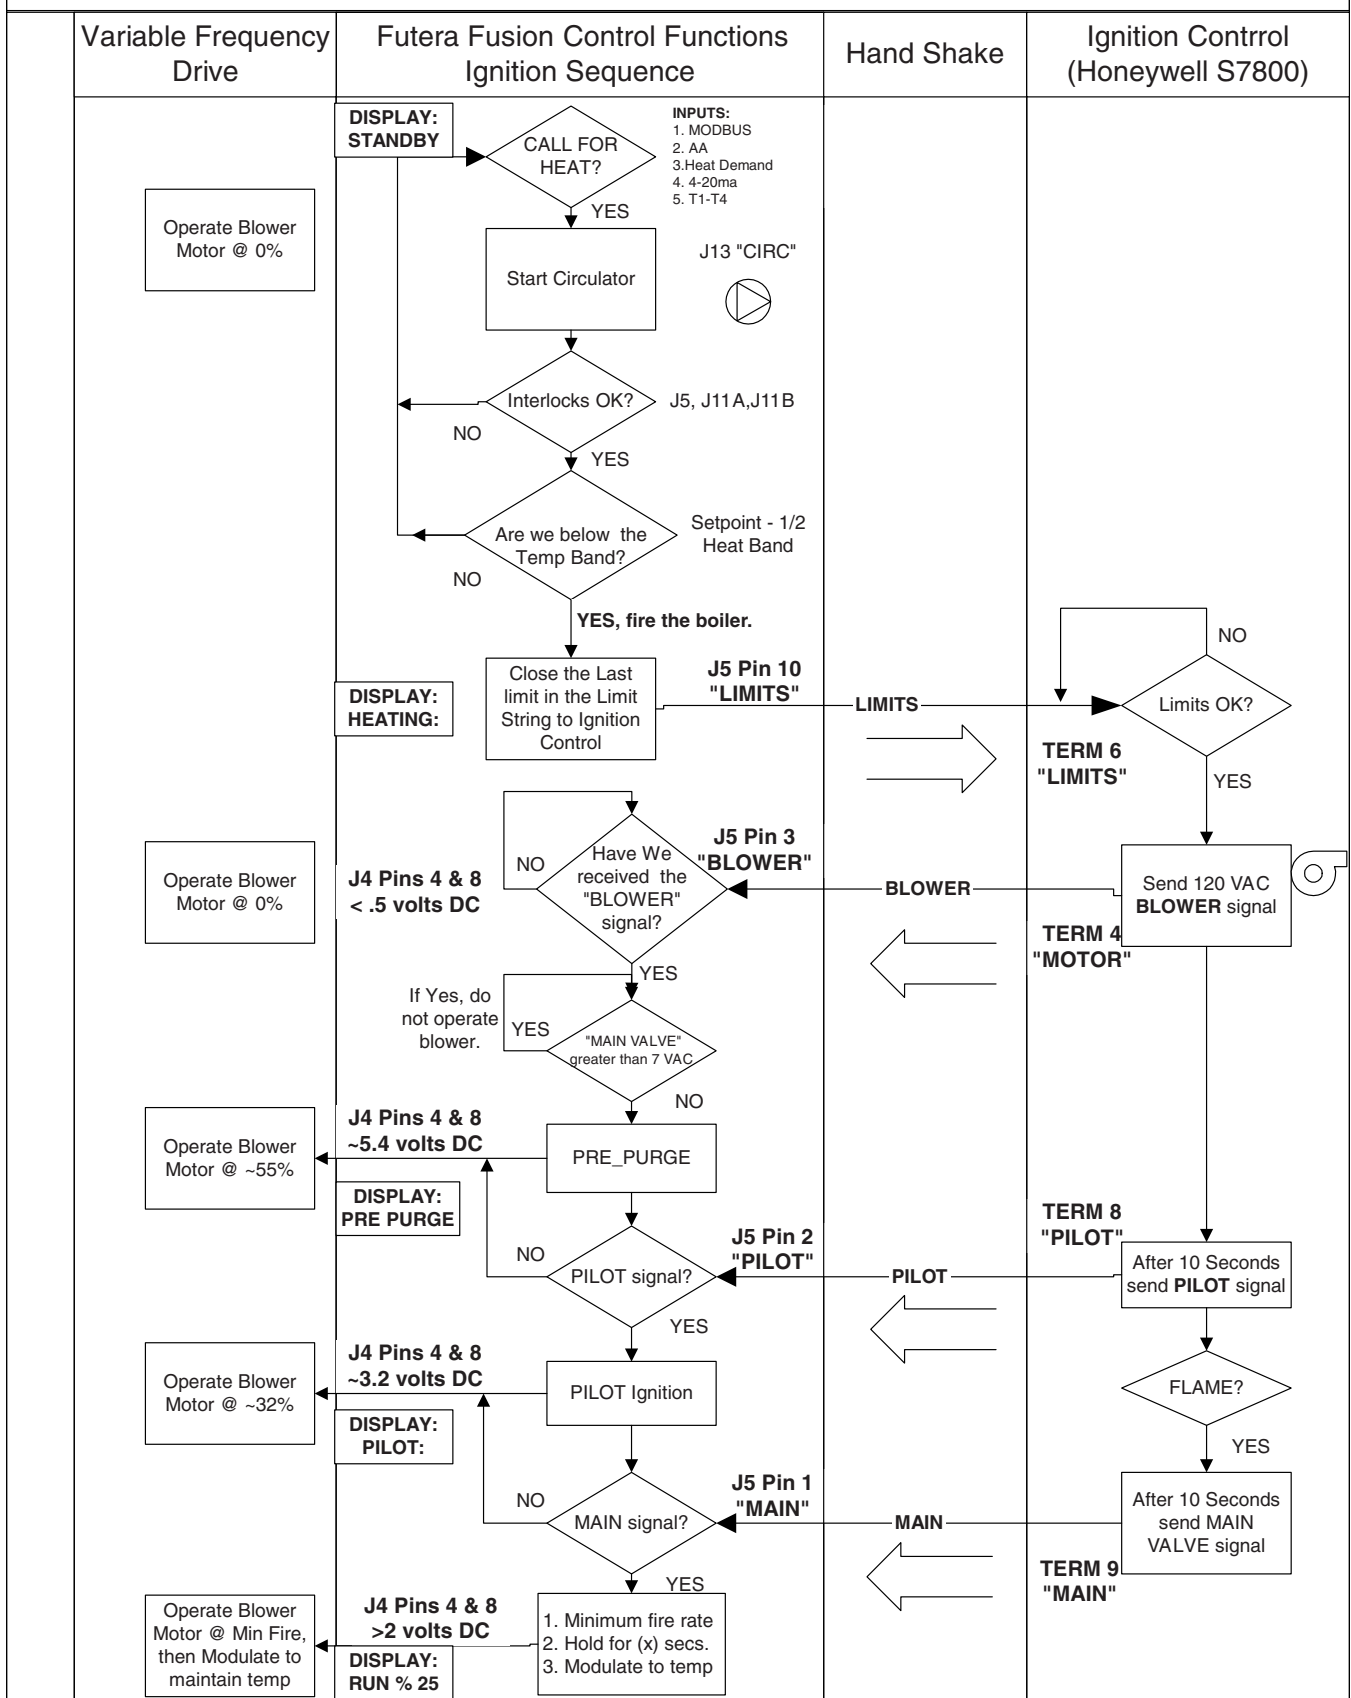 Variable Frequency
Drive
Futera Fusion Control Functions
Ignition Sequence
Hand Shake
Ignition Contrrol
(Honeywell S7800)
DISPLAY:
STANDBY
CALL FOR
HEAT?
INPUTS:
1. MODBUS
2. AA
3.Heat Demand
4. 4-20ma
5. T1-T4
YES
Operate Blower
Motor @ 0%
Start Circulator
J13 "CIRC"
Interlocks OK?
J5, J11A,J11B
NO
YES
Are we below the
Temp Band?
Setpoint - 1/2
Heat Band
NO
YES, fire the boiler.
NO
DISPLAY:
HEATING:
Close the Last
limit in the Limit
String to Ignition
Control
J5 Pin 10
"LIMITS"
LIMITS
Limits OK?
TERM 6
"LIMITS"
YES
Operate Blower
Motor @ 0%
J4 Pins 4 & 8
< .5 volts DC
NO
Have We
received the
"BLOWER"
signal?
J5 Pin 3
"BLOWER"
BLOWER
Send 120 VAC
BLOWER signal
TERM 4
"MOTOR"
YES
If Yes, do
not operate
blower.
YES
"MAIN VALVE"
greater than 7 VAC
NO
Operate Blower
Motor @ ~55%
J4 Pins 4 & 8
~5.4 volts DC
PRE_PURGE
DISPLAY:
PRE PURGE
NO
PILOT signal?
J5 Pin 2
"PILOT"
PILOT
TERM 8
"PILOT"
After 10 Seconds
send PILOT signal
YES
Operate Blower
Motor @ ~32%
J4 Pins 4 & 8
~3.2 volts DC
PILOT Ignition
FLAME?
DISPLAY:
PILOT:
YES
NO
MAIN signal?
J5 Pin 1
"MAIN"
MAIN
After 10 Seconds
send MAIN
VALVE signal
TERM 9
"MAIN"
YES
Operate Blower
Motor @ Min Fire,
then Modulate to
maintain temp
J4 Pins 4 & 8
>2 volts DC
1. Minimum fire rate
2. Hold for (x) secs.
3. Modulate to temp
DISPLAY:
RUN % 25